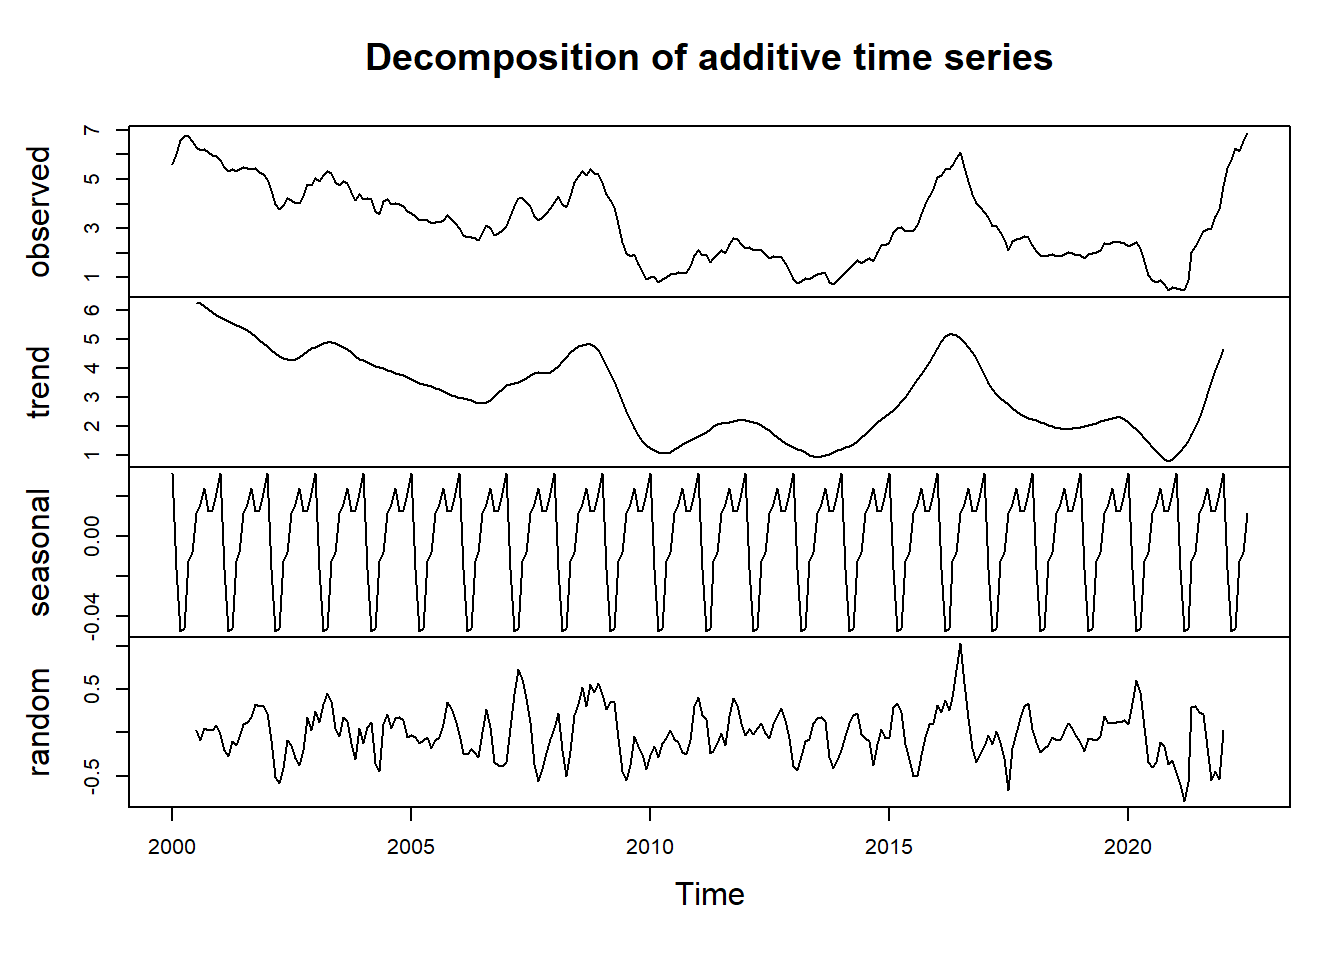 Decomposition of additive time series
observed
7
5
3
1
trend
6
5
4
3
2
1
seasonal
0.00
-0.04
random
0.5
-0.5
2000 2005 2010 2015 2020
Time